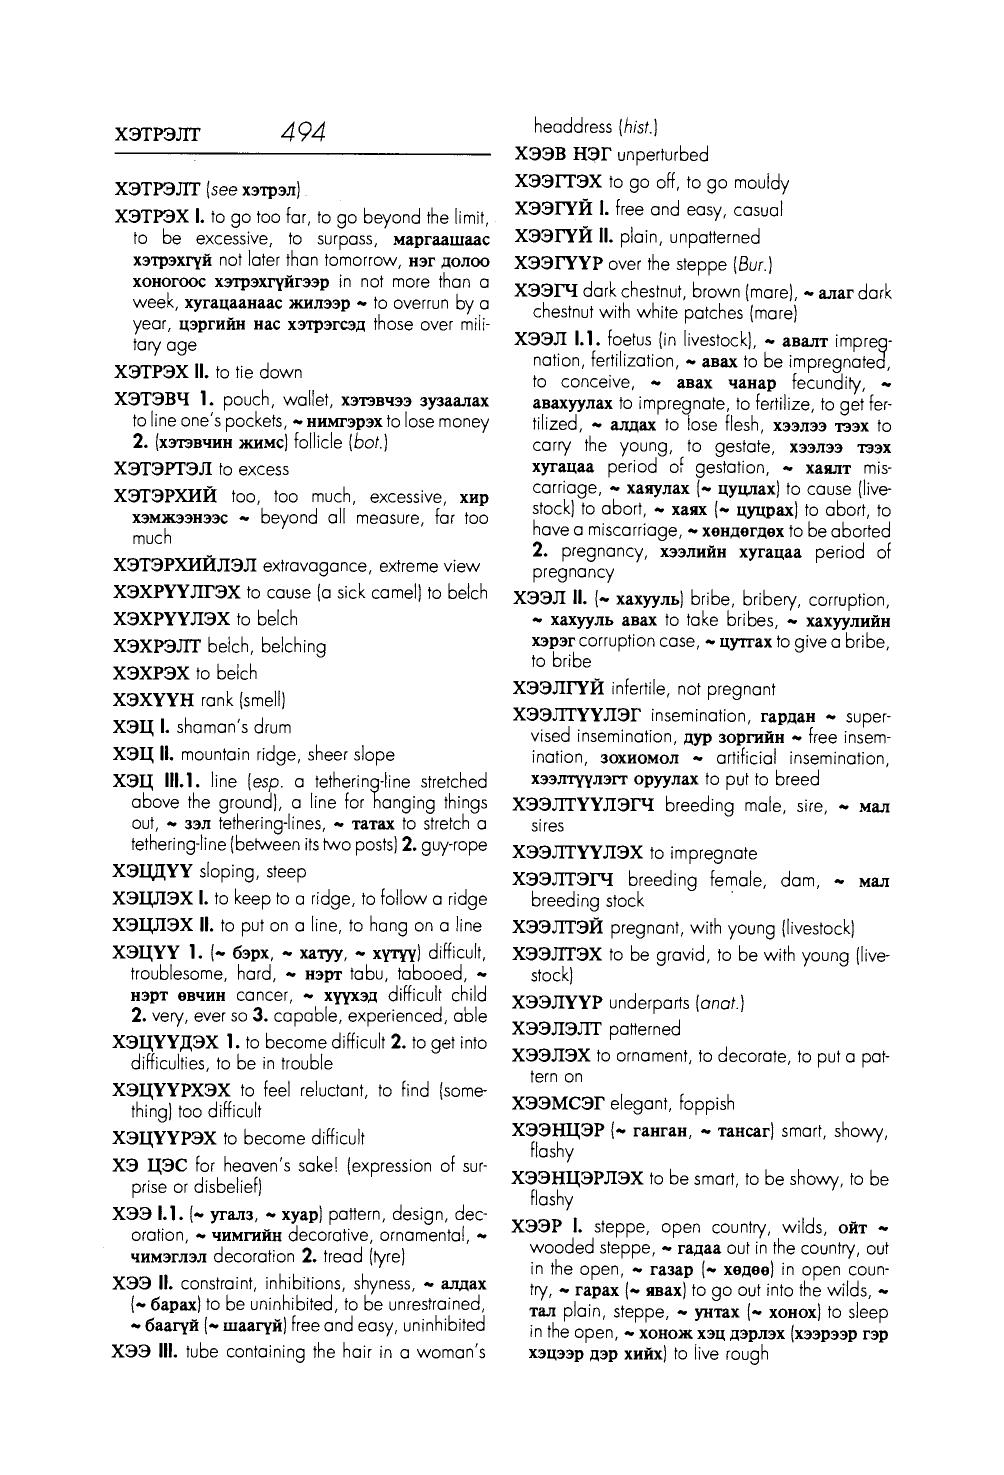 ХЭТРЭЛТ 494
ХЭТРЭЛТ (see хэтрэл)
ХЭТРЭХ I. to go too far, to go beyond the limit,
to be excessive, to surpass, маргаашаас
хэтрэхгүй not later than tomorrow, нэг долоо
хоногоос хэтрэхгүйгээр in not more than a
week, хугацаанаас жилээр ~ to overrun by a
year, цэргийн нас хэтрэгсэд those over mili-
tary age
ХЭТРЭХ II. to tie down
ХЭТЭВЧ 1. pouch, wallet, хэтэвчээ зузаалах
to line one's pockets, ~ нимгэрэх to lose money
2. (хэтэвчин жимс) follicle (bot.)
ХЭТЭРТЭЛ to excess
ХЭТЭРХИЙ too, too much, excessive, хир
хэмжээнээс ~ beyond all measure, far too
much
ХЭТЭРХИЙЛЭЛ extravagance, extreme view
ХЭХРҮҮЛГЭХ to cause (a sick camel) to belch
ХЭХРҮҮЛЭХ to belch
ХЭХРЭЛТ belch, belching
ХЭХРЭХ to belch
ХЭХҮҮН rank (smell)
ХЭЦ I. shaman's drum
ХЭЦ II. mountain ridge, sheer slope
ХЭЦ III.1. line (esp. a tethering-line stretched
above the ground), a line for hanging things
out, ~ зэл tethering-lines, ~ татах to stretch a
tethering-line (between its two posts) 2. guy-rope
ХЭЦДҮҮ sloping, steep
ХЭЦЛЭХ I. to keep to a ridge, to follow a ridge
ХЭЦЛЭХ II. to put on a line, to hang on a line
ХЭЦҮҮ 1. (~ бэрх, ~ хатуу, ~ хүтүү) difficult,
troublesome, hard, ~ нэрт tabu, tabooed, ~
нэрт өвчин cancer, ~ хүүхэд difficult child
2. very, ever so 3. capable, experienced, able
ХЭЦҮҮДЭХ 1. to become difficult 2. to get into
difficulties, to be in trouble
ХЭЦҮҮРХЭХ to feel reluctant, to find (some-
thing) too difficult
ХЭЦҮҮРЭХ to become difficult
ХЭ ЦЭС for heaven's sake! (expression of sur-
prise or disbelief)
ХЭЭ I.1. (~ угалз, ~ хуар) pattern, design, dec-
oration, ~ чимгийн decorative, ornamental, ~
чимэглэл decoration 2. tread (tyre)
ХЭЭ II. constraint, inhibitions, shyness, ~ алдах
(~ барах) to be uninhibited, to be unrestrained,
~ баагүй (~ шаагүй) free and easy, uninhibited
ХЭЭ III. tube containing the hair in a woman's
headdress (hist.)
ХЭЭВ НЭГ unperturbed
ХЭЭГТЭХ to go off, to go mouldy
ХЭЭГҮЙ I. free and easy, casual
ХЭЭГҮЙ II. plain, unpatterned
ХЭЭГҮҮР over the steppe (Bur.)
ХЭЭГЧ dark chestnut, brown (mare), ~ алаг dark
chestnut with white patches (mare)
ХЭЭЛ I.1. foetus (in livestock), ~ авалт impreg-
nation, fertilization, ~ авах to be impregnated,
to conceive, ~ авах чанар fecundity, ~
авахуулах to impregnate, to fertilize, to get fer-
tilized, ~ алдах to lose flesh, хээлээ тээх to
carry the young, to gestate, хээлээ тээх
хугацаа period of gestation, ~ хаялт mis-
carriage, ~ хаяулах (~ цуцлах) to cause (live-
stock) to abort, ~ хаях (~ цуцрах) to abort, to
have a miscarriage, ~ хөндөгдөх to be aborted
2. pregnancy, хээлийн хугацаа period of
pregnancy
ХЭЭЛ II. (~ хахууль) bribe, bribery, corruption,
~ хахууль авах to take bribes, ~ хахуулийн
хэрэг corruption case, ~ цутгах to give a bribe,
to bribe
ХЭЭЛГҮЙ infertile, not pregnant
ХЭЭЛТҮҮЛЭГ insemination, гардан ~ super-
vised insemination, дур зоргийн ~ free insem-
ination, зохиомол ~ artificial insemination,
хээлтүүлэгт оруулах to put to breed
ХЭЭЛТҮҮЛЭГЧ breeding male, sire, ~ мал
sires
ХЭЭЛТҮҮЛЭХ to impregnate
ХЭЭЛТЭГЧ breeding female, dam, ~ мал
breeding stock
ХЭЭЛТЭЙ pregnant, with young (livestock)
ХЭЭЛТЭХ to be gravid, to be with young (live-
stock)
ХЭЭЛҮҮР underparts (anat.)
ХЭЭЛЭЛТ patterned
ХЭЭЛЭХ to ornament, to decorate, to put a pat-
tern on
ХЭЭМСЭГ elegant, foppish
ХЭЭНЦЭР (~ ганган, ~ тансаг) smart, showy,
flashy
ХЭЭНЦЭРЛЭХ to be smart, to be showy, to be
flashy
ХЭЭР I. steppe, open country, wilds, ойт ~
wooded steppe, ~ гадаа out in the country, out
in the open, ~ газар (~ хөдөө) in open coun-
try, ~ гарах (~ явах) to go out into the wilds, ~
тал plain, steppe, ~ унтах (~ хонох) to sleep
in the open, ~ хонож хэц дэрлэх (хээрээр гэр
хэцээр дэр хийх) to live rough